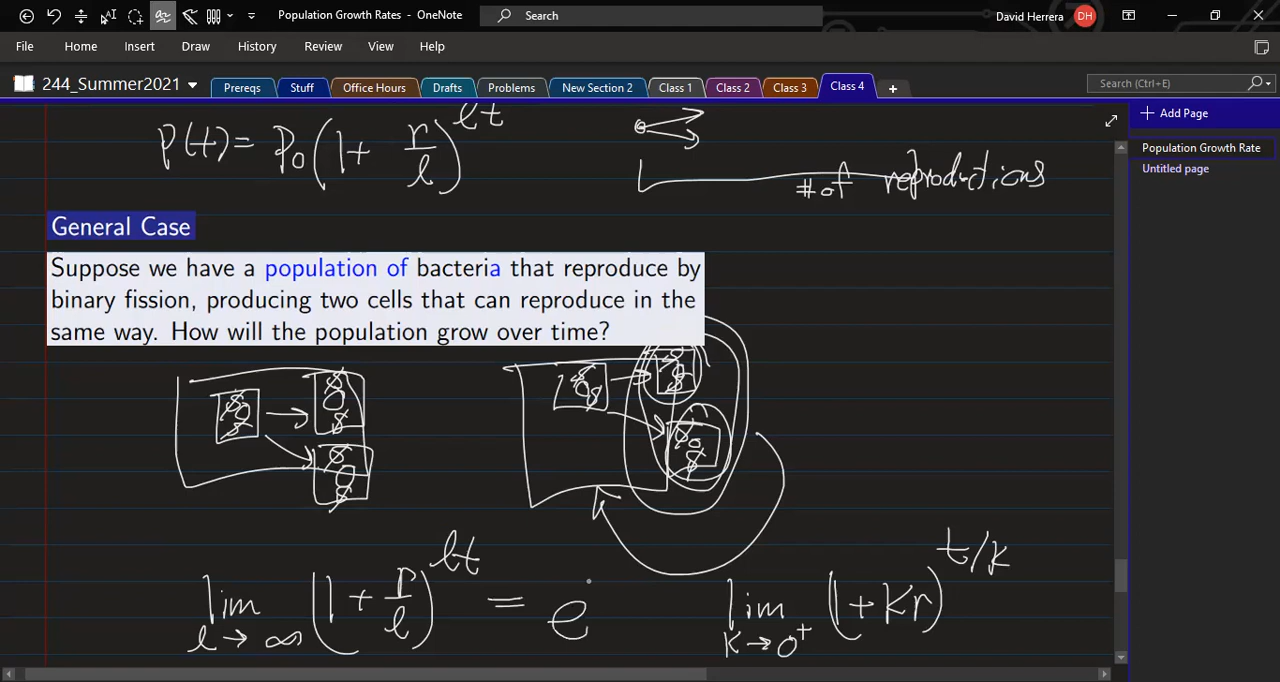 Population Growth Rates - OneNote
Search
David Herrera DH
File Home Insert Draw History Review View Help
244_Summer2021 Prereqs Stuff Office Hours Drafts Problems New Section 2 Class 1 Class 2 Class 3 Class 4 +
Search (Ctrl+E)
Add Page
Population Growth Rate
Untitled page
P(t) = P₀(1 + r/l)^lt
# of reproductions
General Case
Suppose we have a population of bacteria that reproduce by
binary fission, producing two cells that can reproduce in the
same way. How will the population grow over time?
lim l→∞ (1 + r/l)^lt = e
lim K→0⁺ (1 + Kr)^t/K